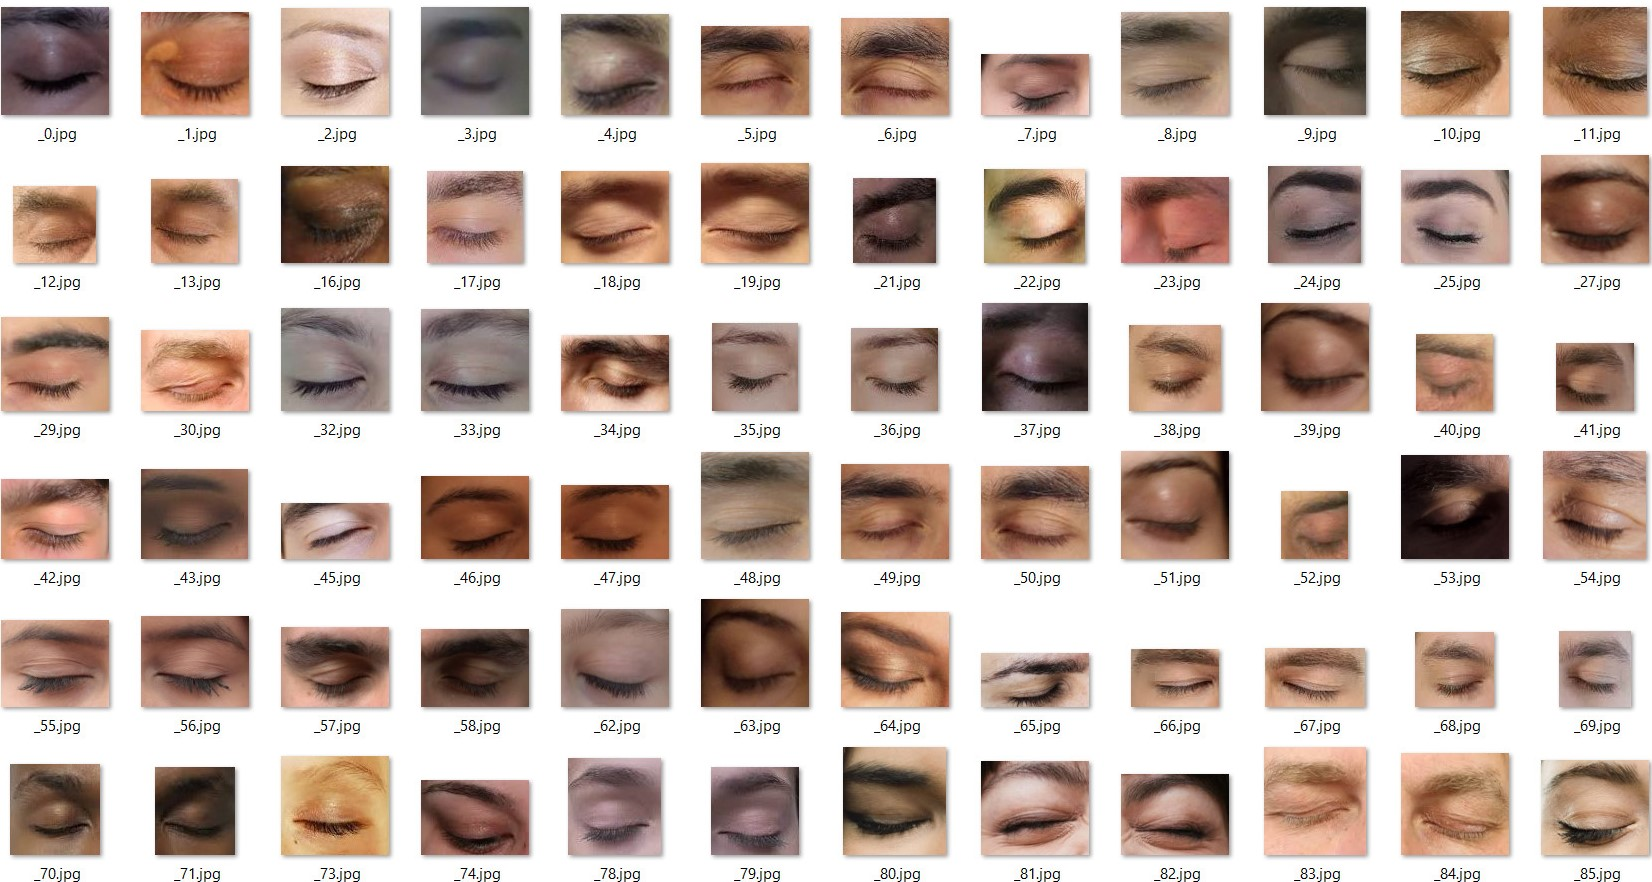 _0.jpg _1.jpg _2.jpg _3.jpg _4.jpg _5.jpg _6.jpg _7.jpg _8.jpg _9.jpg _10.jpg _11.jpg
_12.jpg _13.jpg _16.jpg _17.jpg _18.jpg _19.jpg _21.jpg _22.jpg _23.jpg _24.jpg _25.jpg _27.jpg
_29.jpg _30.jpg _32.jpg _33.jpg _34.jpg _35.jpg _36.jpg _37.jpg _38.jpg _39.jpg _40.jpg _41.jpg
_42.jpg _43.jpg _45.jpg _46.jpg _47.jpg _48.jpg _49.jpg _50.jpg _51.jpg _52.jpg _53.jpg _54.jpg
_55.jpg _56.jpg _57.jpg _58.jpg _62.jpg _63.jpg _64.jpg _65.jpg _66.jpg _67.jpg _68.jpg _69.jpg
_70.jpg _71.jpg _73.jpg _74.jpg _78.jpg _79.jpg _80.jpg _81.jpg _82.jpg _83.jpg _84.jpg _85.jpg